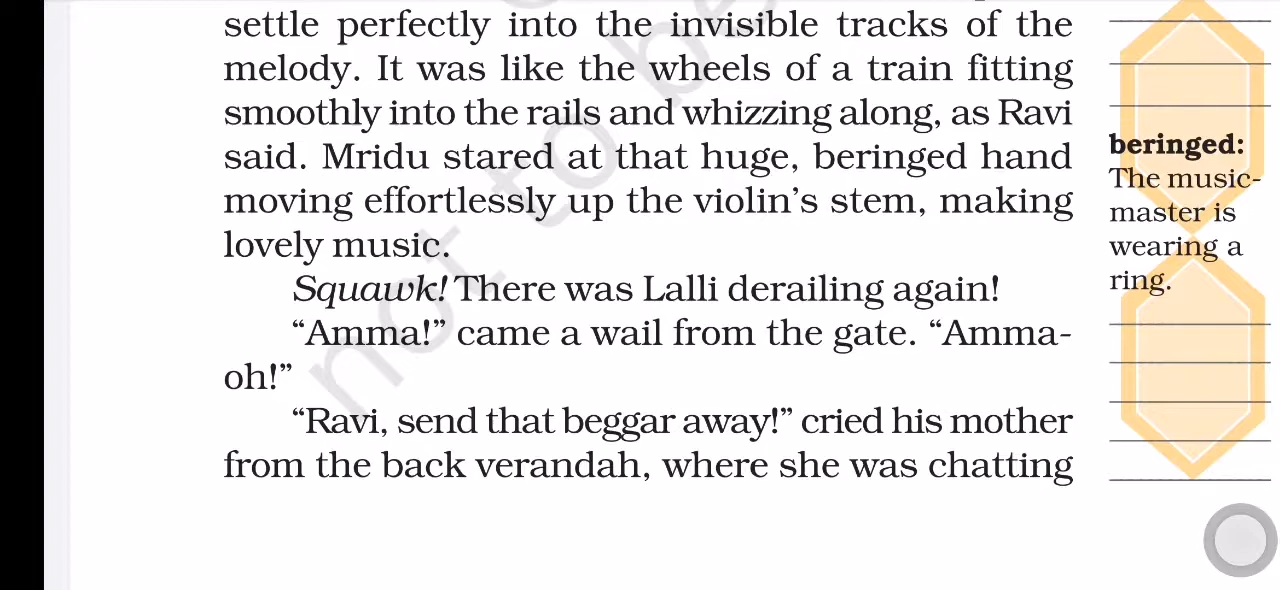 settle perfectly into the invisible tracks of the
melody. It was like the wheels of a train fitting
smoothly into the rails and whizzing along, as Ravi
said. Mridu stared at that huge, beringed hand
moving effortlessly up the violin’s stem, making
lovely music.
Squawk! There was Lalli derailing again!
“Amma!” came a wail from the gate. “Amma-
oh!”
“Ravi, send that beggar away!” cried his mother
from the back verandah, where she was chatting
beringed:
The music-
master is
wearing a
ring.
not to be